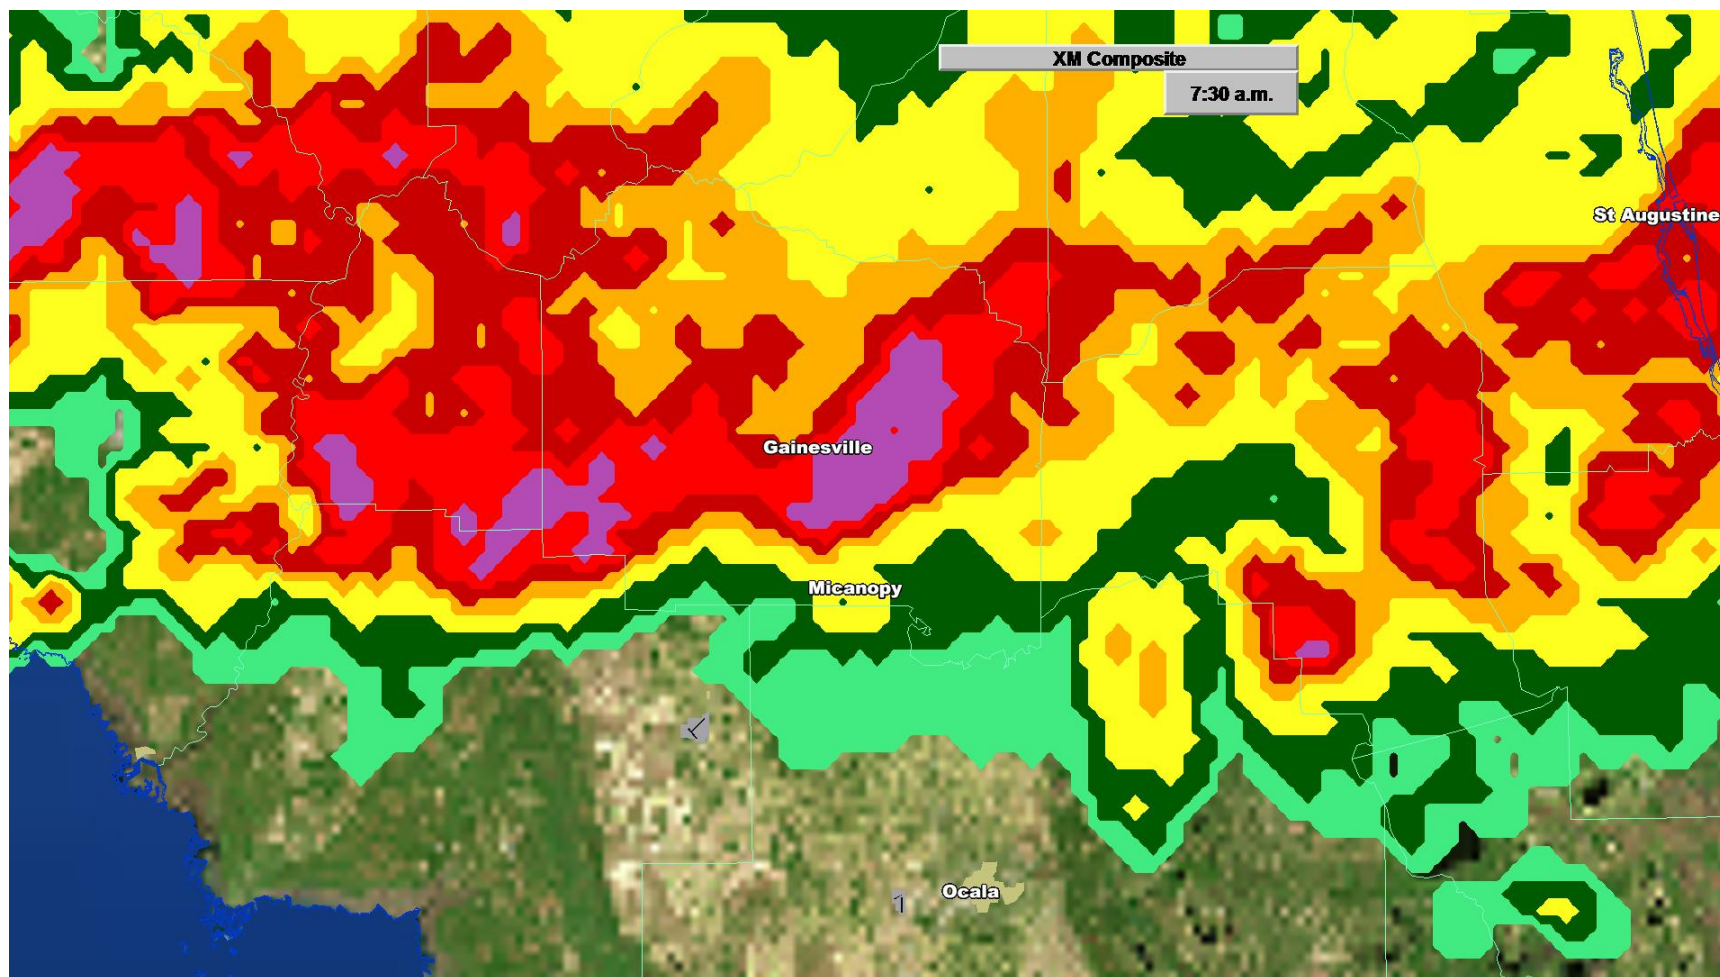 XM Composite
7:30 a.m.
St Augustine
Gainesville
Micanopy
Ocala